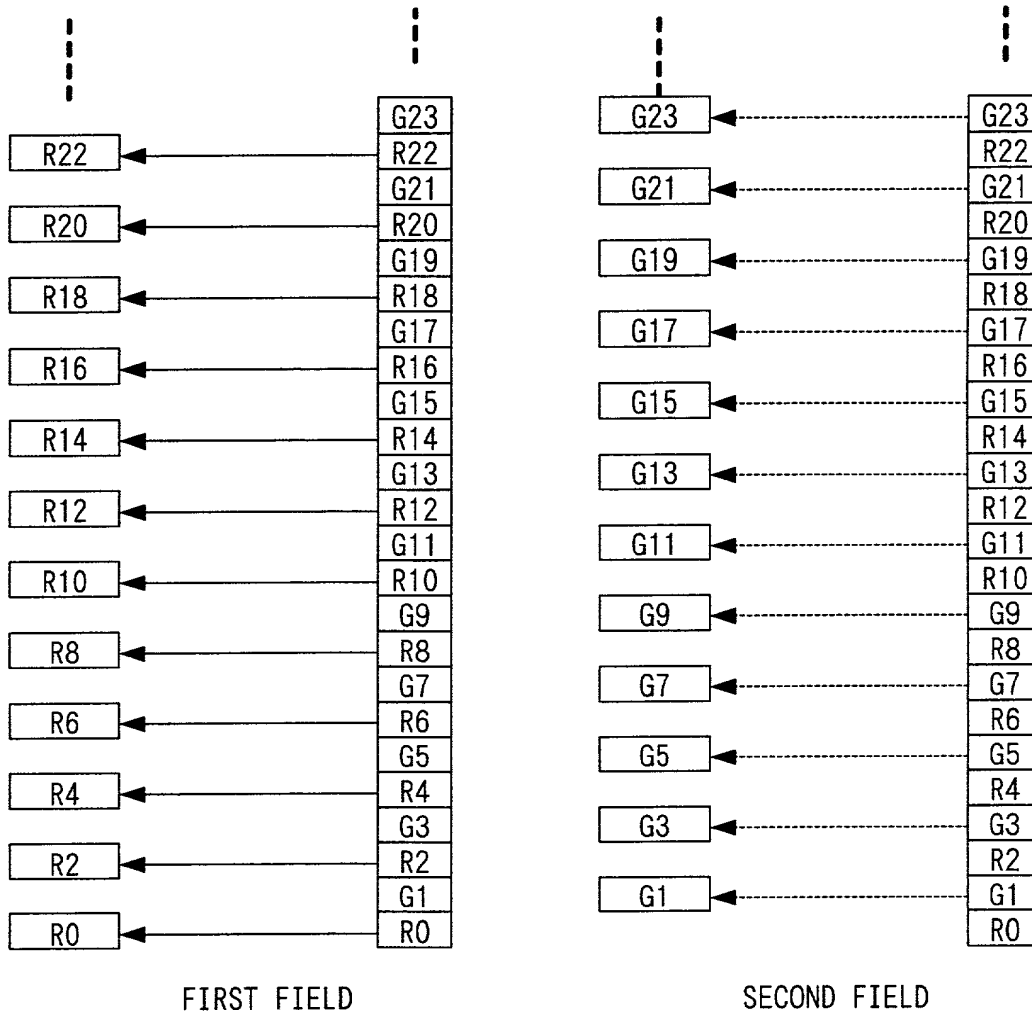 G23 G23 G23
R22 R22 R22
G21 G21 G21
R20 R20 R20
G19 G19 G19
R18 R18 R18
G17 G17 G17
R16 R16 R16
G15 G15 G15
R14 R14 R14
G13 G13 G13
R12 R12 R12
G11 G11 G11
R10 R10 R10
G9 G9 G9
R8 R8 R8
G7 G7 G7
R6 R6 R6
G5 G5 G5
R4 R4 R4
G3 G3 G3
R2 R2 R2
G1 G1 G1
R0 R0 R0
FIRST FIELD SECOND FIELD